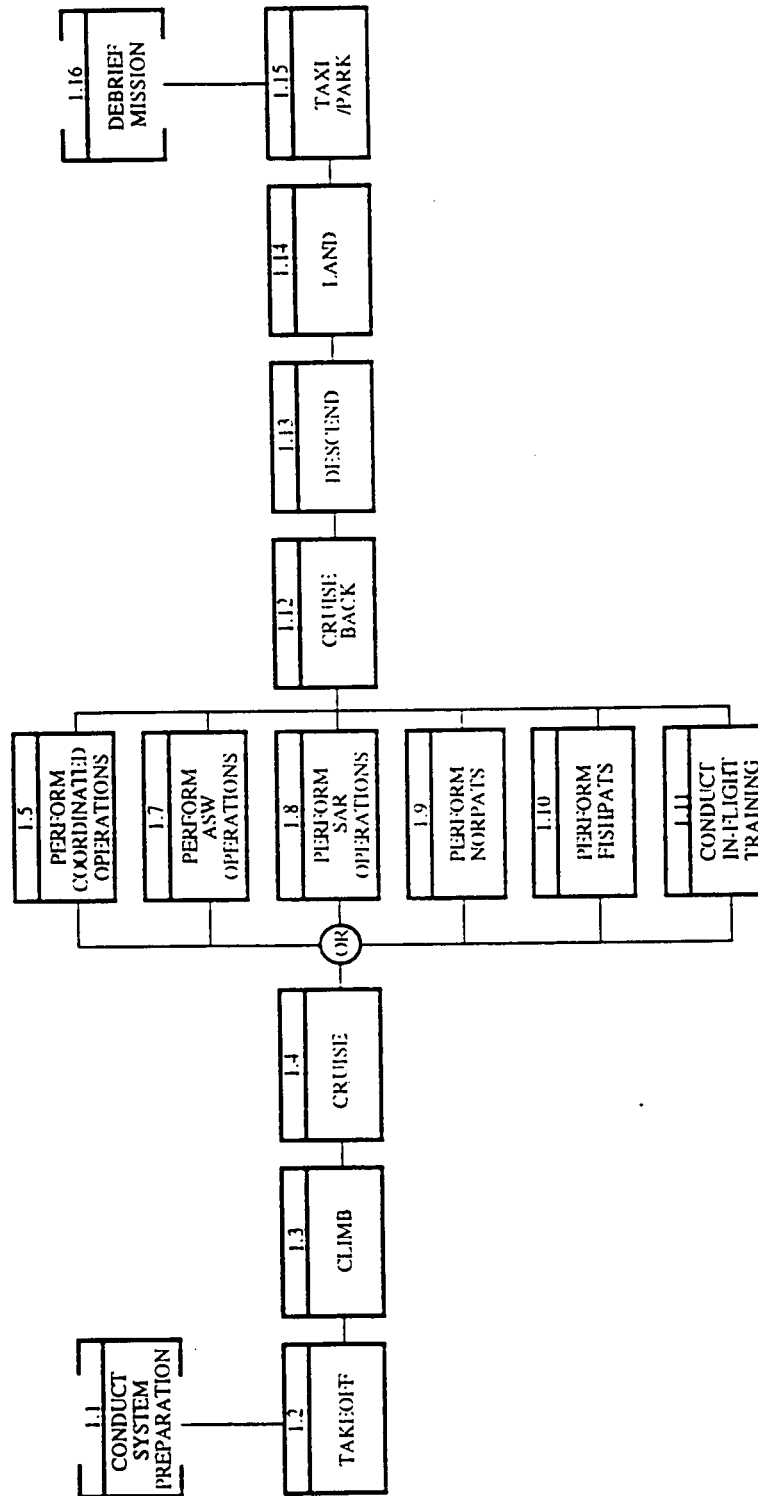 1.1
CONDUCT
SYSTEM
PREPARATION
1.2
TAKEOFF
1.3
CLIMB
1.4
CRUISE
OR
1.5
PERFORM
COORDINATED
OPERATIONS
1.7
PERFORM
ASW
OPERATIONS
1.8
PERFORM
SAR
OPERATIONS
1.9
PERFORM
NORPATS
1.10
PERFORM
FISHPATS
1.11
CONDUCT
IN-FLIGHT
TRAINING
1.12
CRUISE
BACK
1.13
DESCEND
1.14
LAND
1.15
TAXI
/PARK
1.16
DEBRIEF
MISSION